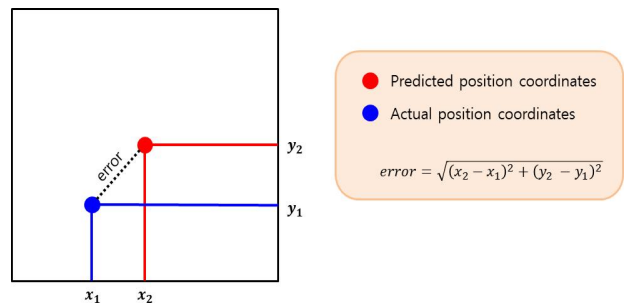 error
y₂
y₁
x₁
x₂
Predicted position coordinates
Actual position coordinates
error = √(x₂ − x₁)² + (y₂ − y₁)²